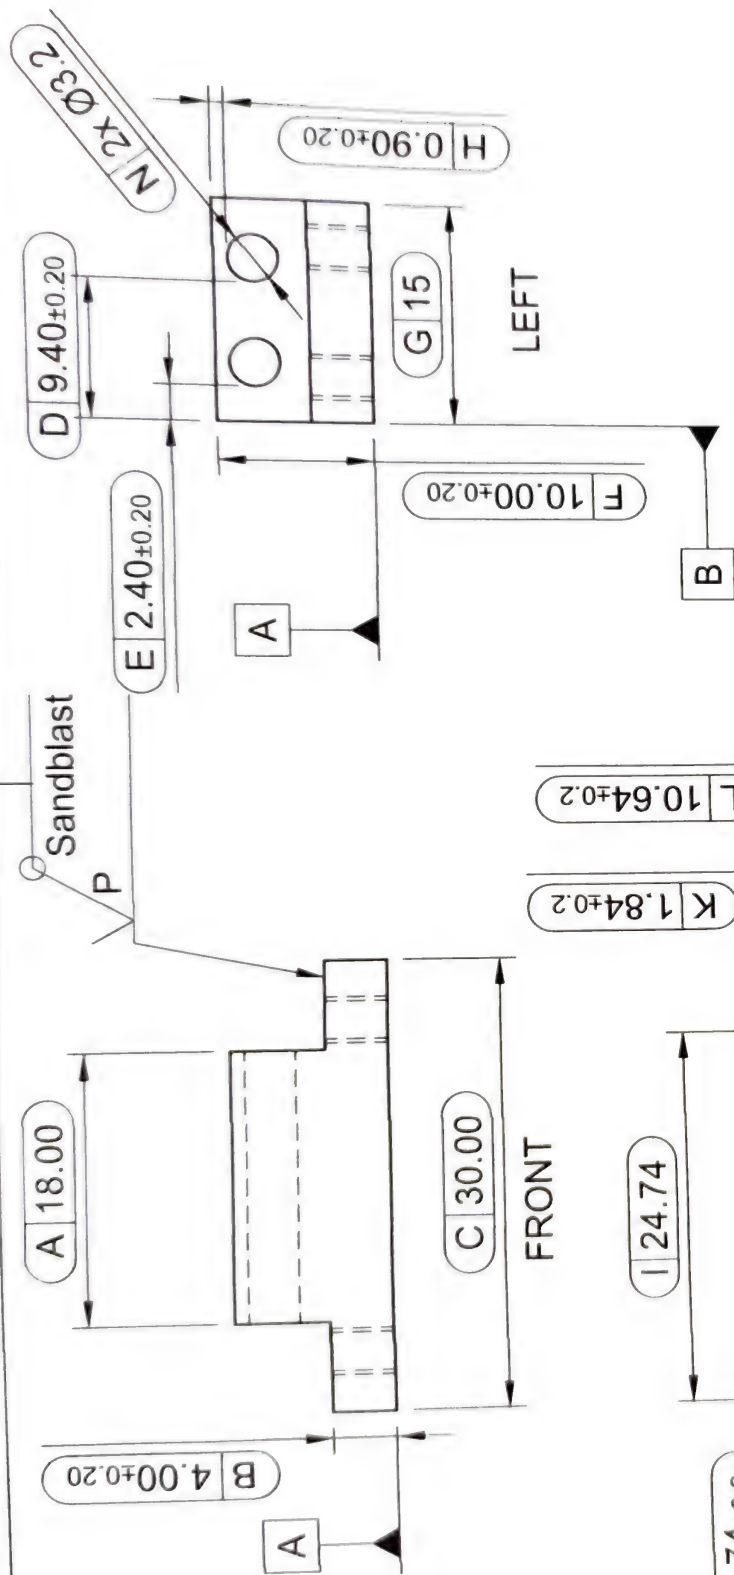 Sandblast
P
A 18.00
B 4.00±0.20
A
C 30.00
FRONT
D 9.40±0.20
N 2x Ø3.2
E 2.40±0.20
H 0.90±0.20
A
G 15
F 10.00±0.20
LEFT
B
I 24.74
K 1.84±0.2
L 10.64±0.2